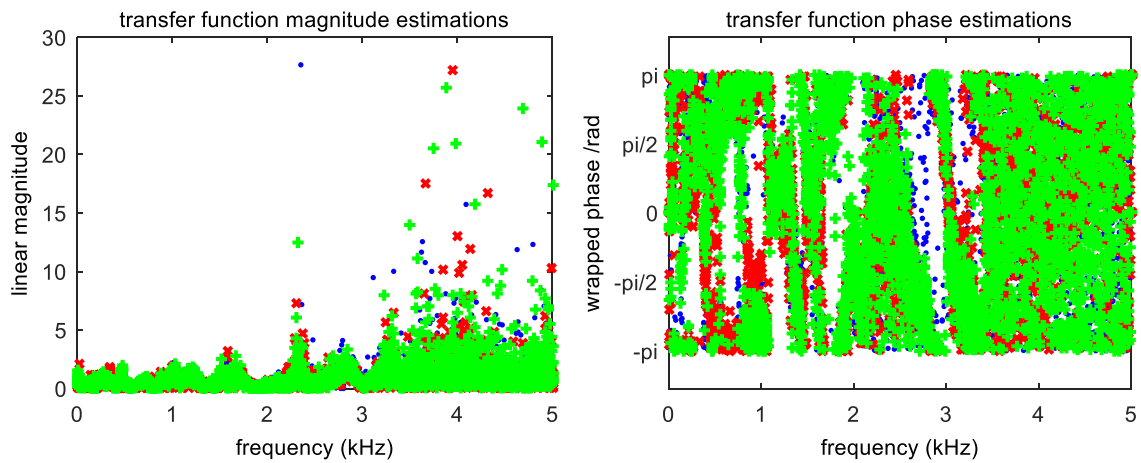 transfer function magnitude estimations
30
25
20
15
10
5
0
linear magnitude
0 1 2 3 4 5
frequency (kHz)
transfer function phase estimations
pi
pi/2
0
-pi/2
-pi
wrapped phase /rad
0 1 2 3 4 5
frequency (kHz)